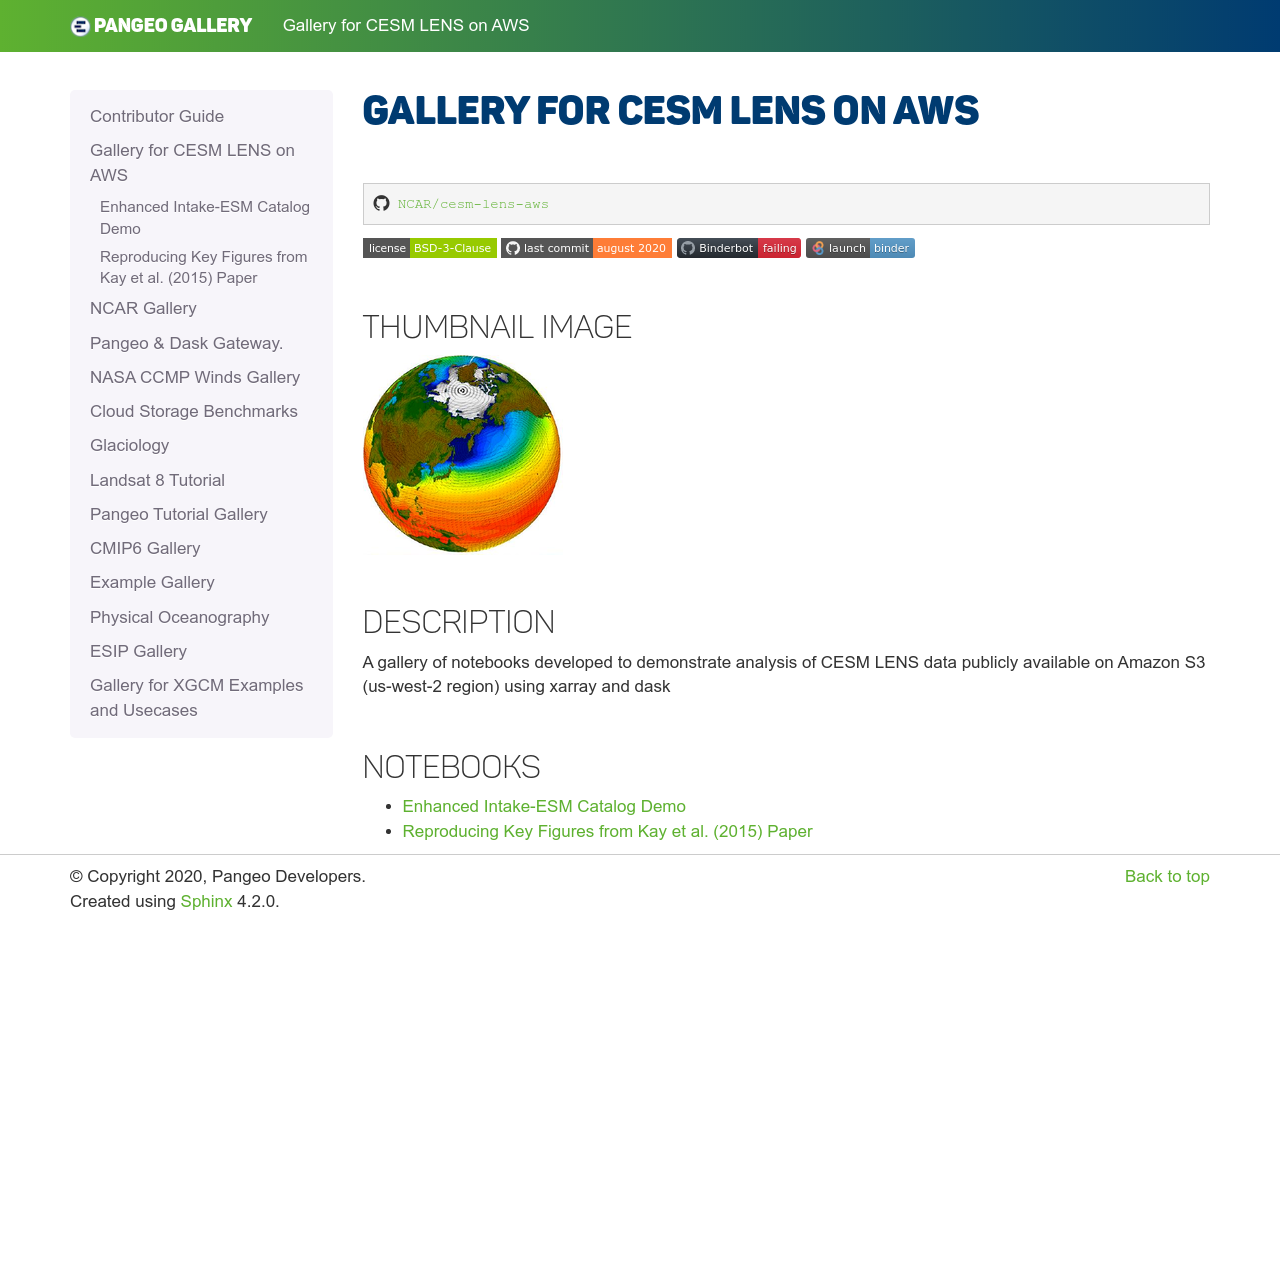 PANGEO GALLERY
Gallery for CESM LENS on AWS
Contributor Guide
Gallery for CESM LENS on
AWS
Enhanced Intake-ESM Catalog
Demo
Reproducing Key Figures from
Kay et al. (2015) Paper
NCAR Gallery
Pangeo & Dask Gateway.
NASA CCMP Winds Gallery
Cloud Storage Benchmarks
Glaciology
Landsat 8 Tutorial
Pangeo Tutorial Gallery
CMIP6 Gallery
Example Gallery
Physical Oceanography
ESIP Gallery
Gallery for XGCM Examples
and Usecases
GALLERY FOR CESM LENS ON AWS
NCAR/cesm-lens-aws
license BSD-3-Clause last commit august 2020 Binderbot failing launch binder
THUMBNAIL IMAGE
DESCRIPTION
A gallery of notebooks developed to demonstrate analysis of CESM LENS data publicly available on Amazon S3
(us-west-2 region) using xarray and dask
NOTEBOOKS
Enhanced Intake-ESM Catalog Demo
Reproducing Key Figures from Kay et al. (2015) Paper
© Copyright 2020, Pangeo Developers.
Created using Sphinx 4.2.0.
Back to top